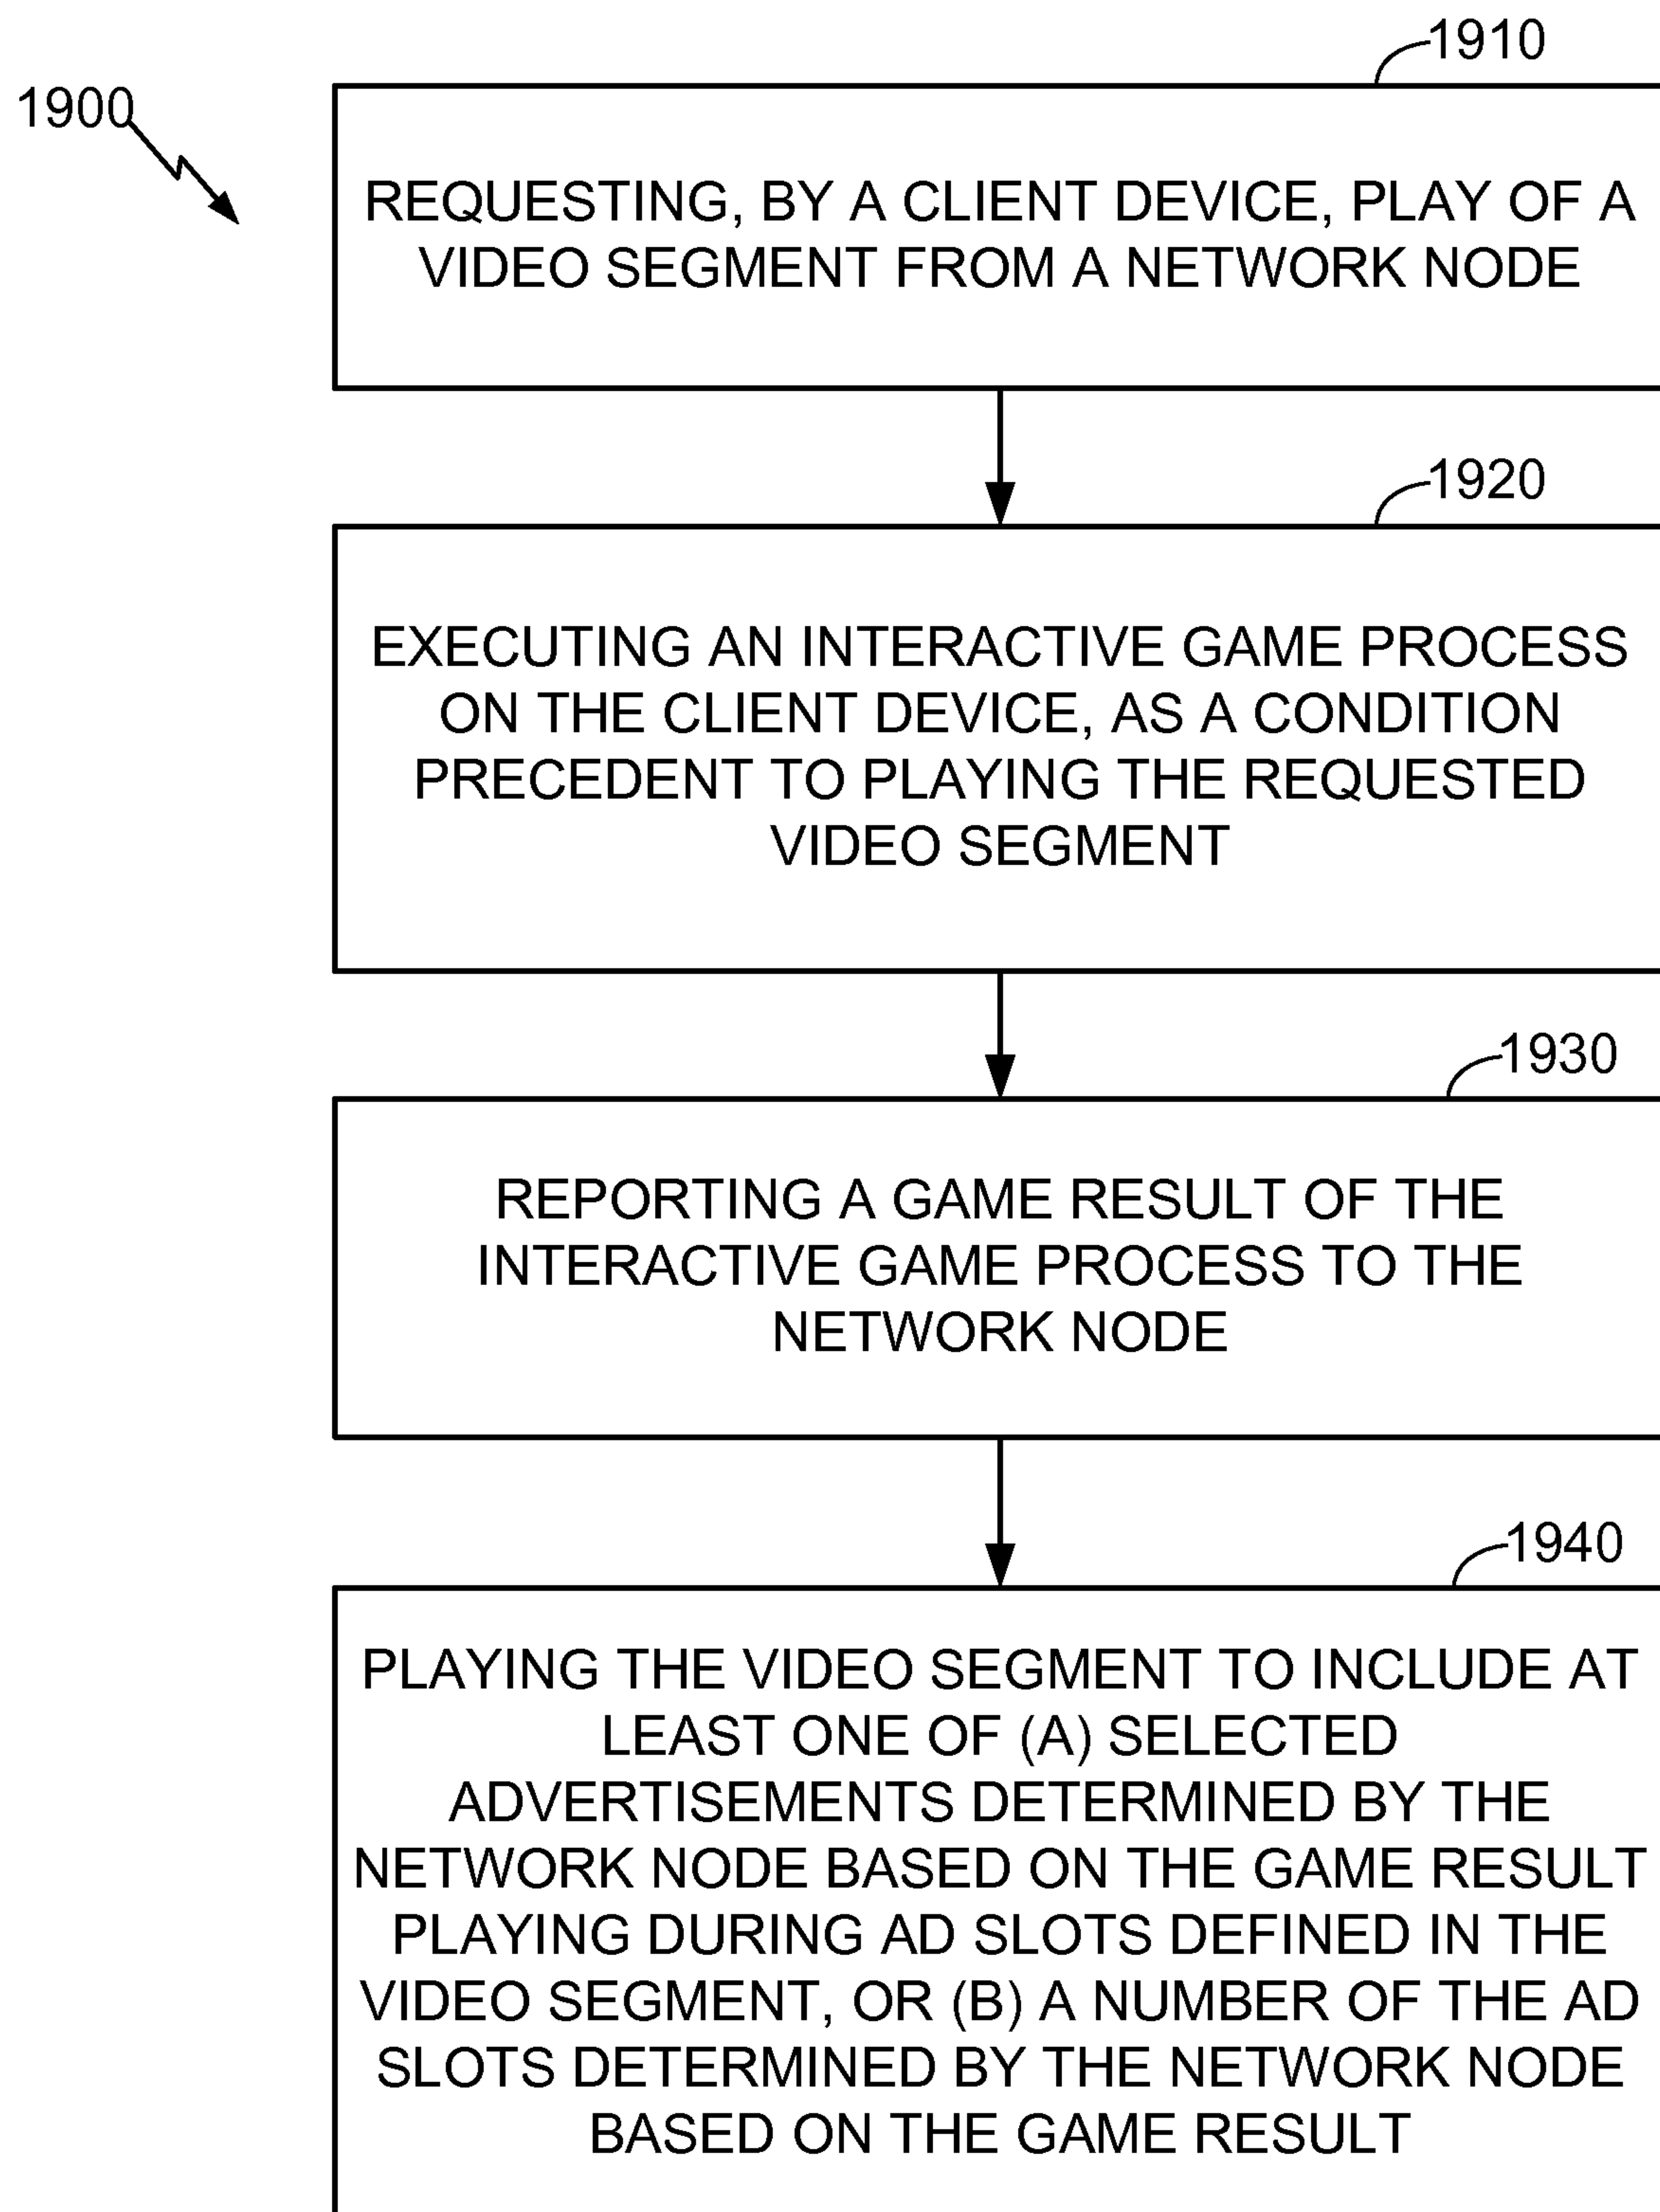 1910
1900
REQUESTING, BY A CLIENT DEVICE, PLAY OF A
VIDEO SEGMENT FROM A NETWORK NODE
1920
EXECUTING AN INTERACTIVE GAME PROCESS
ON THE CLIENT DEVICE, AS A CONDITION
PRECEDENT TO PLAYING THE REQUESTED
VIDEO SEGMENT
1930
REPORTING A GAME RESULT OF THE
INTERACTIVE GAME PROCESS TO THE
NETWORK NODE
1940
PLAYING THE VIDEO SEGMENT TO INCLUDE AT
LEAST ONE OF (A) SELECTED
ADVERTISEMENTS DETERMINED BY THE
NETWORK NODE BASED ON THE GAME RESULT
PLAYING DURING AD SLOTS DEFINED IN THE
VIDEO SEGMENT, OR (B) A NUMBER OF THE AD
SLOTS DETERMINED BY THE NETWORK NODE
BASED ON THE GAME RESULT